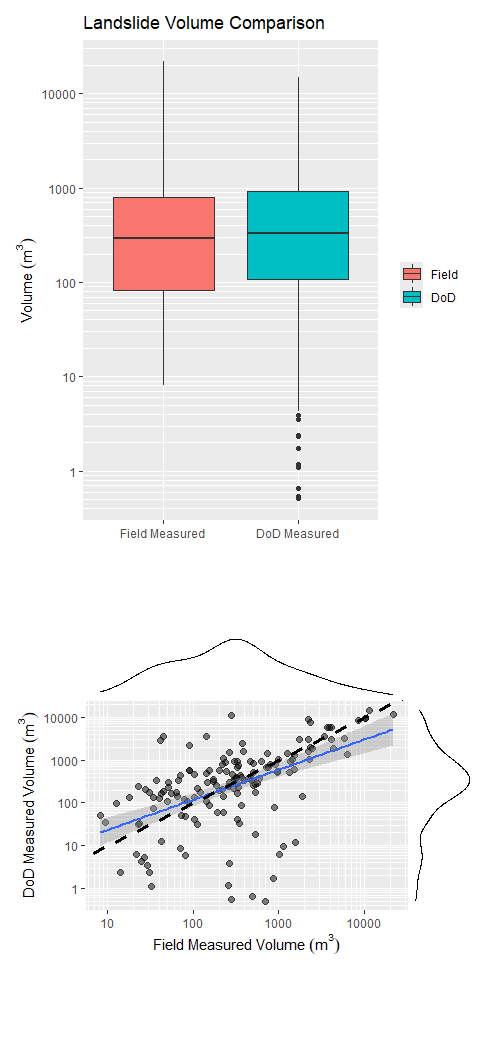 Landslide Volume Comparison
Volume (m³)
10000
1000
100
10
1
Field Measured
DoD Measured
Field
DoD
DoD Measured Volume (m³)
10000
1000
100
10
1
10
100
1000
10000
Field Measured Volume (m³)